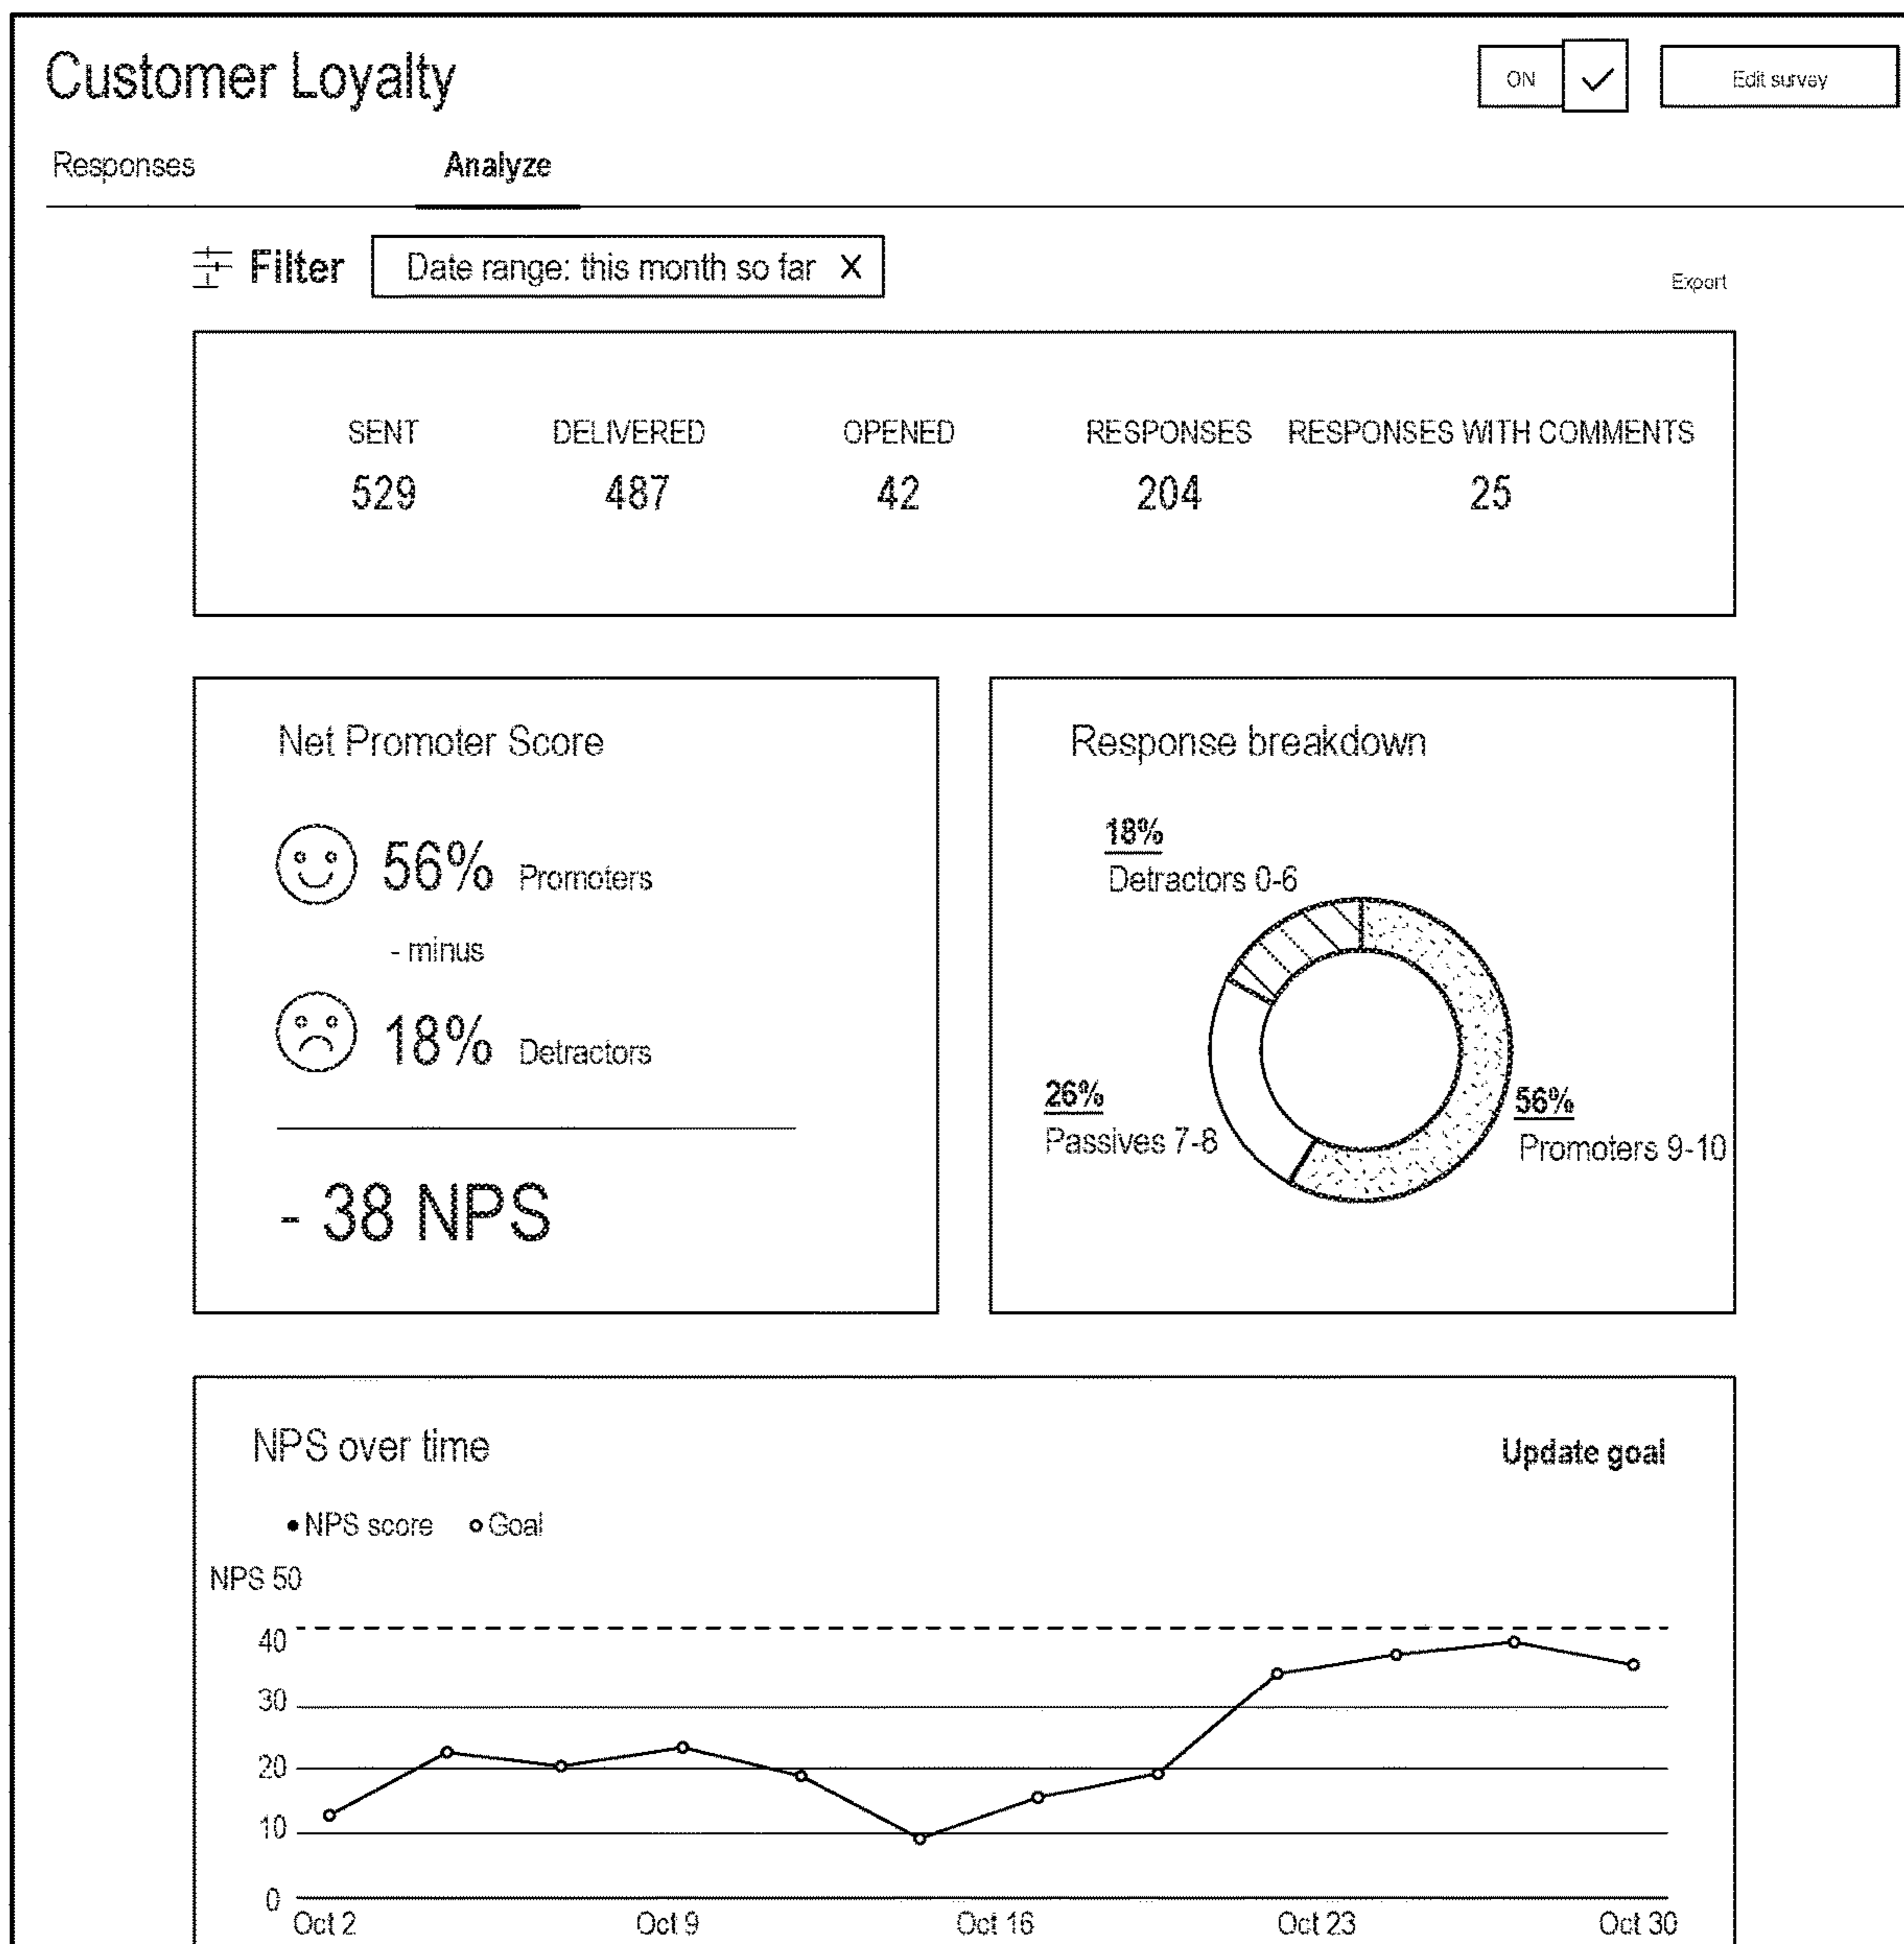 Customer Loyalty
ON
Edit survey
Responses
Analyze
Filter
Date range: this month so far X
Export
SENT
529
DELIVERED
487
OPENED
42
RESPONSES
204
RESPONSES WITH COMMENTS
25
Net Promoter Score
56% Promoters
- minus
18% Detractors
- 38 NPS
Response breakdown
18%
Detractors 0-6
26%
Passives 7-8
56%
Promoters 9-10
NPS over time
Update goal
NPS score
Goal
NPS 50
40
30
20
10
0
Oct 2
Oct 9
Oct 16
Oct 23
Oct 30